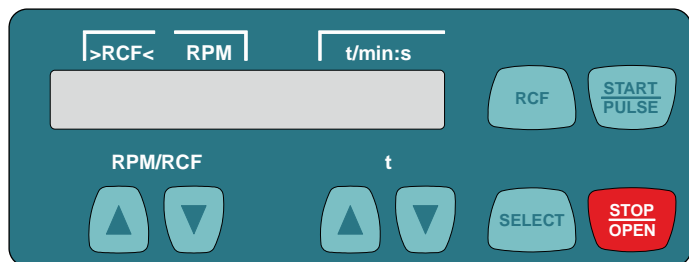 >RCF< RPM t/min:s
RCF
START
PULSE
RPM/RCF t
SELECT
STOP
OPEN